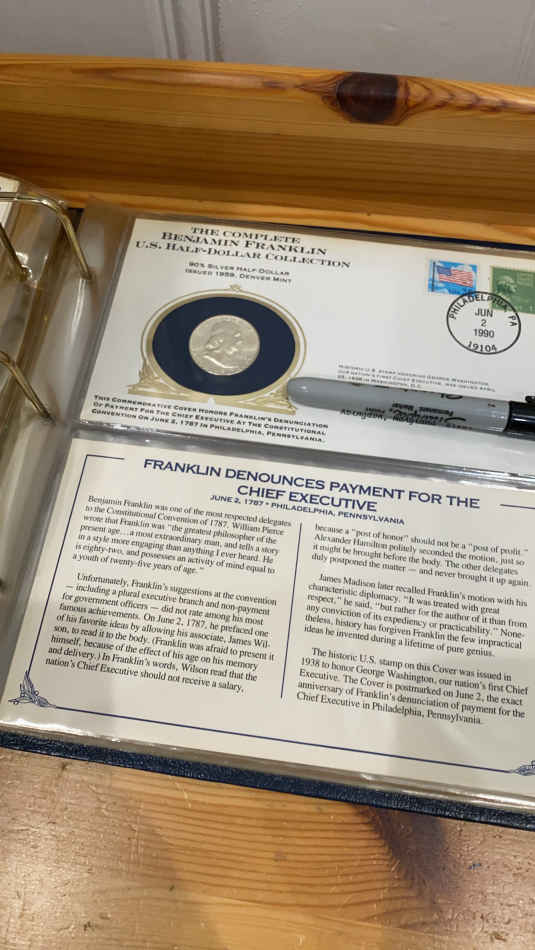 THE COMPLETE
BENJAMIN FRANKLIN
U.S. HALF-DOLLAR COLLECTION
90% SILVER HALF-DOLLAR
ISSUED 1959, DENVER MINT
PHILADELPHIA, PA
JUN
2
1990
19104
HISTORIC U.S. STAMP HONORING GEORGE WASHINGTON,
OUR NATION'S FIRST CHIEF EXECUTIVE, WAS ISSUED APRIL
25, 1938 IN WASHINGTON, D.C.
THIS COMMEMORATIVE COVER HONORS FRANKLIN'S DENUNCIATION
OF PAYMENT FOR THE CHIEF EXECUTIVE AT THE CONSTITUTIONAL
CONVENTION ON JUNE 2, 1787 IN PHILADELPHIA, PENNSYLVANIA.
FRANKLIN DENOUNCES PAYMENT FOR THE
CHIEF EXECUTIVE
JUNE 2, 1787 * PHILADELPHIA, PENNSYLVANIA
Benjamin Franklin was one of the most respected delegates
to the Constitutional Convention of 1787. William Pierce
wrote that Franklin was "the greatest philosopher of the
present age...a most extraordinary man, and tells a story
in a style more engaging than anything I ever heard. He
is eighty-two, and possesses an activity of mind equal to
a youth of twenty-five years of age."
Unfortunately, Franklin's suggestions at the convention
— including a plural executive branch and non-payment
for government officers — did not rate among his most
famous achievements. On June 2, 1787, he prefaced one
of his favorite ideas by allowing his associate, James Wil-
son, to read it to the body. (Franklin was afraid to present it
himself, because of the effect of his age on his memory
and delivery.) In Franklin's words, Wilson read that the
nation's Chief Executive should not receive a salary,
because a "post of honor" should not be a "post of profit."
Alexander Hamilton politely seconded the motion, just so
it might be brought before the body. The other delegates
duly postponed the matter — and never brought it up again.
James Madison later recalled Franklin's motion with his
characteristic diplomacy. "It was treated with great
respect," he said, "but rather for the author of it than from
any conviction of its expediency or practicability." None-
theless, history has forgiven Franklin the few impractical
ideas he invented during a lifetime of pure genius.
The historic U.S. stamp on this Cover was issued in
1938 to honor George Washington, our nation's first Chief
Executive. The Cover is postmarked on June 2, the exact
anniversary of Franklin's denunciation of payment for the
Chief Executive in Philadelphia, Pennsylvania.